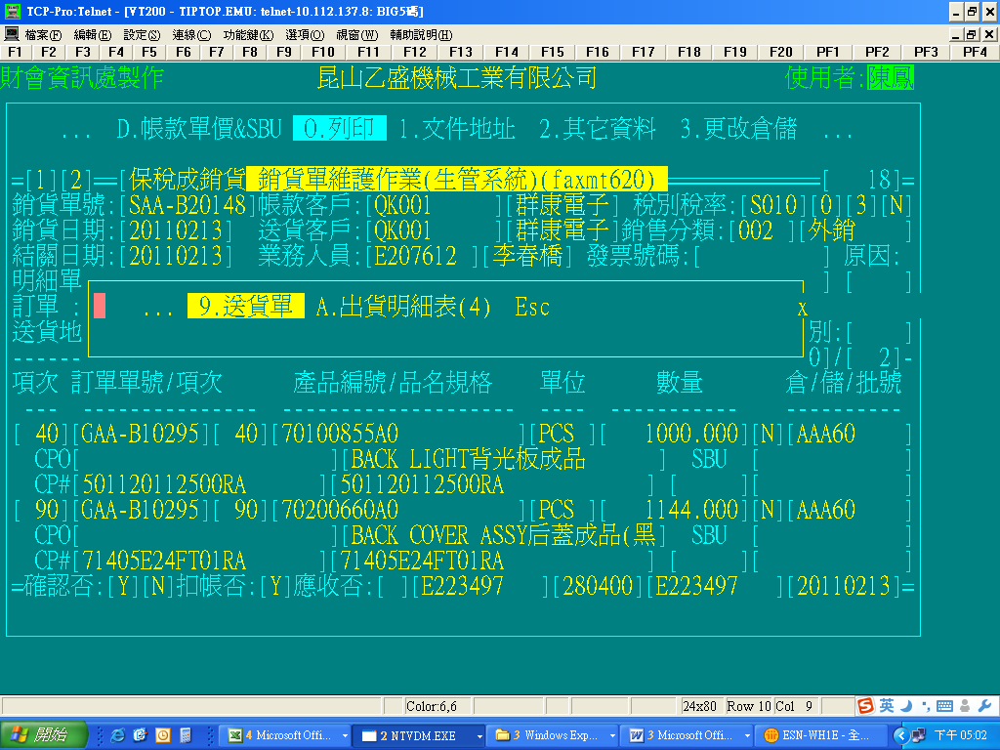 TCP-Pro:Telnet - [VT200 - TIPTOP.EMU: telnet-10.112.137.8: BIG5碼]
檔案(F) 編輯(E) 設定(S) 連線(C) 功能鍵(K) 選項(O) 視窗(W) 輔助說明(H)
F1 F2 F3 F4 F5 F6 F7 F8 F9 F10 F11 F12 F13 F14 F15 F16 F17 F18 F19 F20 PF1 PF2 PF3 PF4
財會資訊處製作 昆山乙盛機械工業有限公司 使用者:陳鳳
... D.帳款單價&SBU 0.列印 1.文件地址 2.其它資料 3.更改倉儲 ...
=[1][2]==[保稅成銷貨 銷貨單維護作業(生管系統)(faxmt620) [ 18]=
銷貨單號:[SAA-B20148]帳款客戶:[QK001 ][群康電子] 稅別稅率:[S010][0][3][N]
銷貨日期:[20110213] 送貨客戶:[QK001 ][群康電子]銷售分類:[002 ][外銷 ]
結關日期:[20110213] 業務人員:[E207612 ][李春橋] 發票號碼:[ ] 原因:
明細單 ] [ ]
訂單 : ... 9.送貨單 A.出貨明細表(4) Esc x
送貨地 別:[ ]
------ 0]/[ 2]-
項次 訂單單號/項次 產品編號/品名規格 單位 數量 倉/儲/批號
--- --------------- -------------------- ---- ----------- ----------
[ 40][GAA-B10295][ 40][70100855A0 ][PCS ][ 1000.000][N][AAA60 ]
CPO[ ][BACK LIGHT背光板成品 ] SBU [ ]
CP#[501120112500RA ][501120112500RA ] [ ][ ]
[ 90][GAA-B10295][ 90][70200660A0 ][PCS ][ 1144.000][N][AAA60 ]
CPO[ ][BACK COVER ASSY后蓋成品(黑] SBU [ ]
CP#[71405E24FT01RA ][71405E24FT01RA ] [ ][ ]
=確認否:[Y][N]扣帳否:[Y]應收否:[ ][E223497 ][280400][E223497 ][20110213]=
Color:6,6 24x80 Row 10 Col 9
英
開始 4 Microsoft Offi... 2 NTVDM.EXE 3 Windows Exp... 3 Microsoft Offi... ESN-WH1E - 全... 下午 05:02